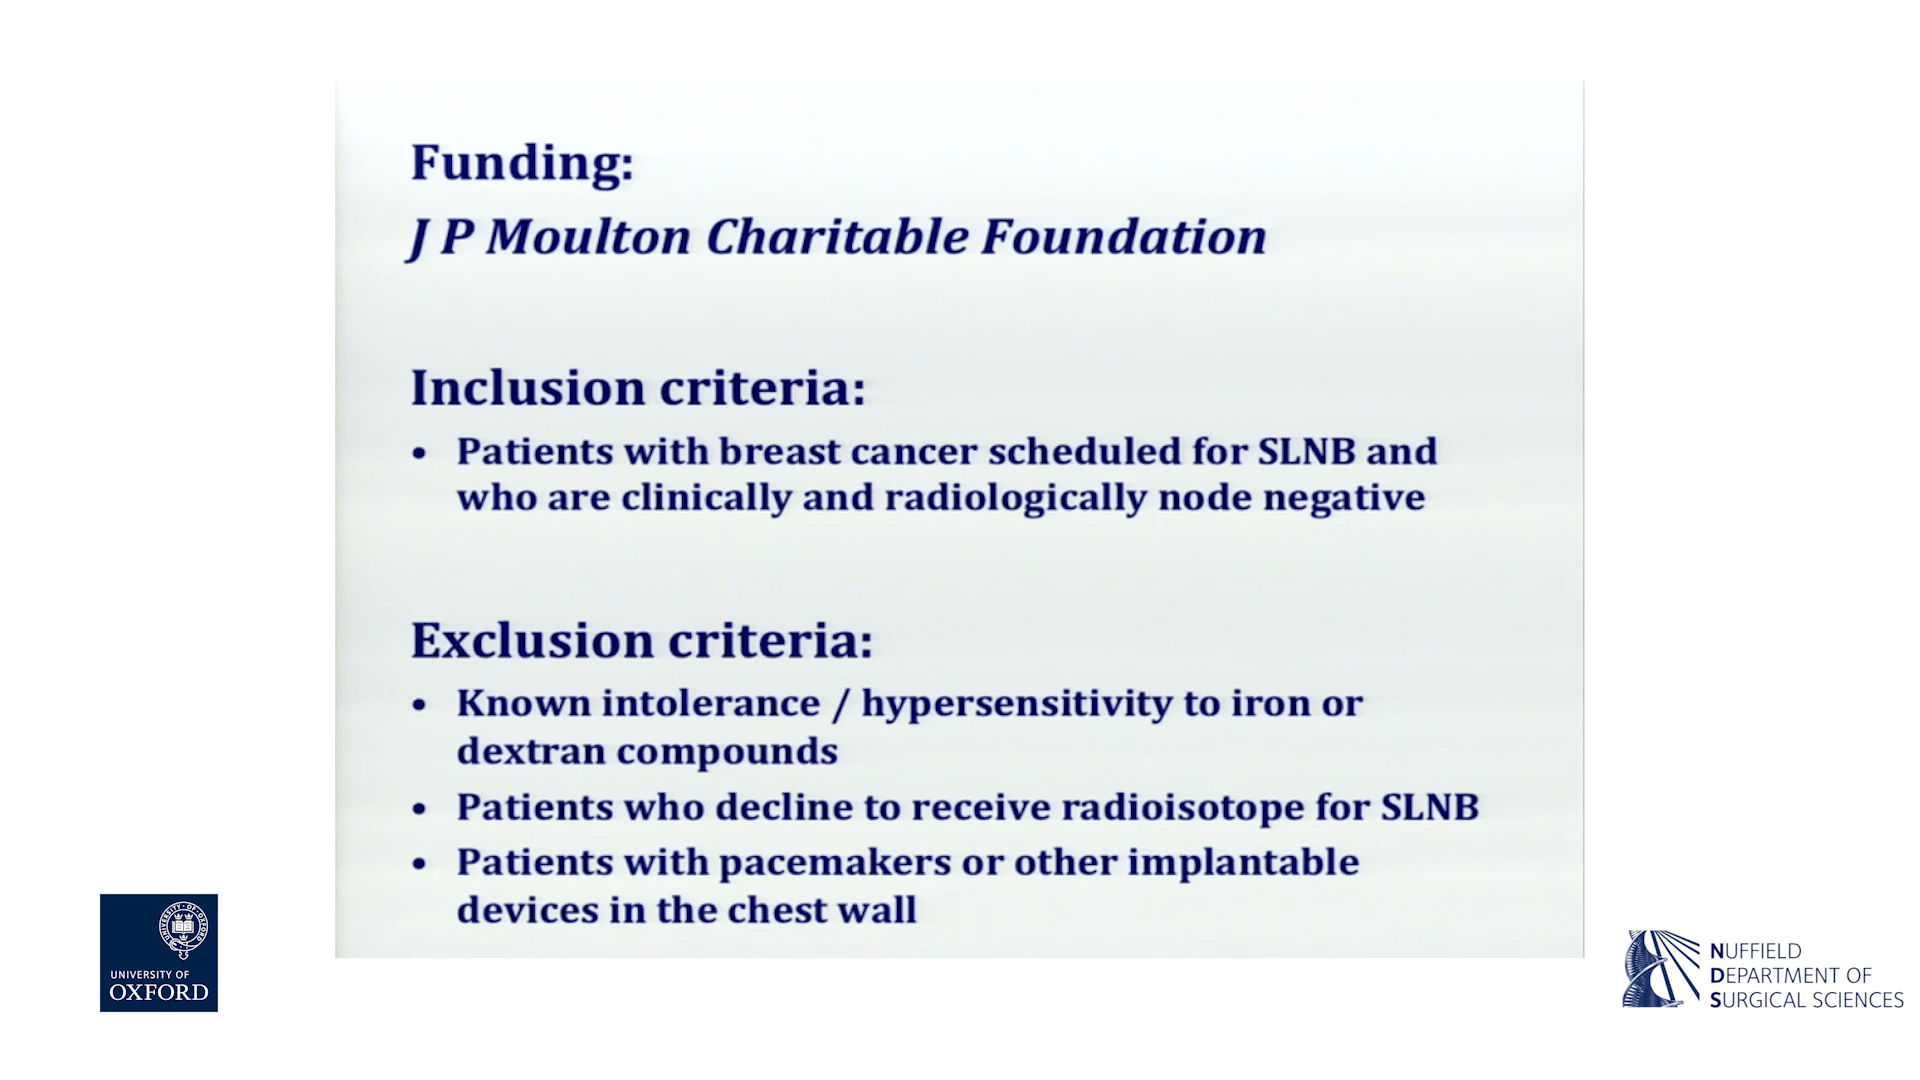 Funding:
J P Moulton Charitable Foundation
Inclusion criteria:
• Patients with breast cancer scheduled for SLNB and
who are clinically and radiologically node negative
Exclusion criteria:
• Known intolerance / hypersensitivity to iron or
dextran compounds
• Patients who decline to receive radioisotope for SLNB
• Patients with pacemakers or other implantable
devices in the chest wall
UNIVERSITY·OF·OXFORD
UNIVERSITY OF
OXFORD
NUFFIELD
DEPARTMENT OF
SURGICAL SCIENCES